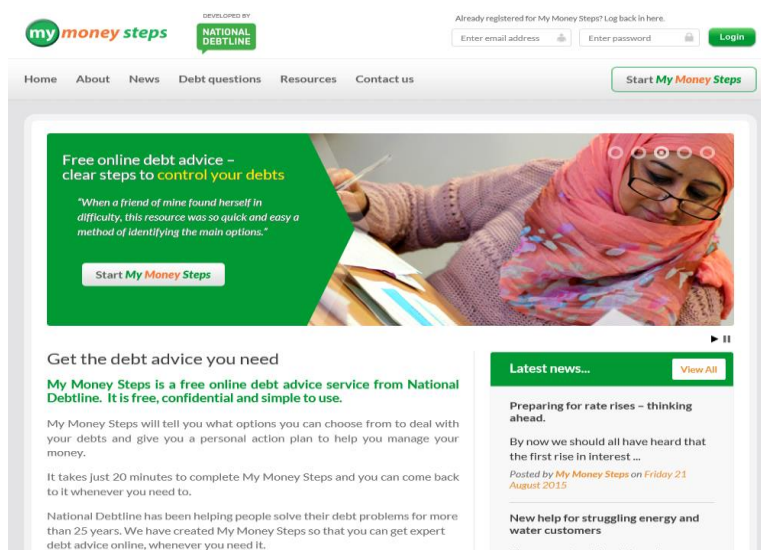 my money steps
DEVELOPED BY
NATIONAL
DEBTLINE
Already registered for My Money Steps? Log back in here.
Enter email address
Enter password
Login
Home About News Debt questions Resources Contact us
Start My Money Steps
Free online debt advice –
clear steps to control your debts
"When a friend of mine found herself in
difficulty, this resource was so quick and easy a
method of identifying the main options."
Start My Money Steps
Get the debt advice you need
My Money Steps is a free online debt advice service from National
Debtline. It is free, confidential and simple to use.
My Money Steps will tell you what options you can choose from to deal with
your debts and give you a personal action plan to help you manage your
money.
It takes just 20 minutes to complete My Money Steps and you can come back
to it whenever you need to.
National Debtline has been helping people solve their debt problems for more
than 25 years. We have created My Money Steps so that you can get expert
debt advice online, whenever you need it.
Latest news...
View All
Preparing for rate rises – thinking
ahead.
By now we should all have heard that
the first rise in interest ...
Posted by My Money Steps on Friday 21
August 2015
New help for struggling energy and
water customers